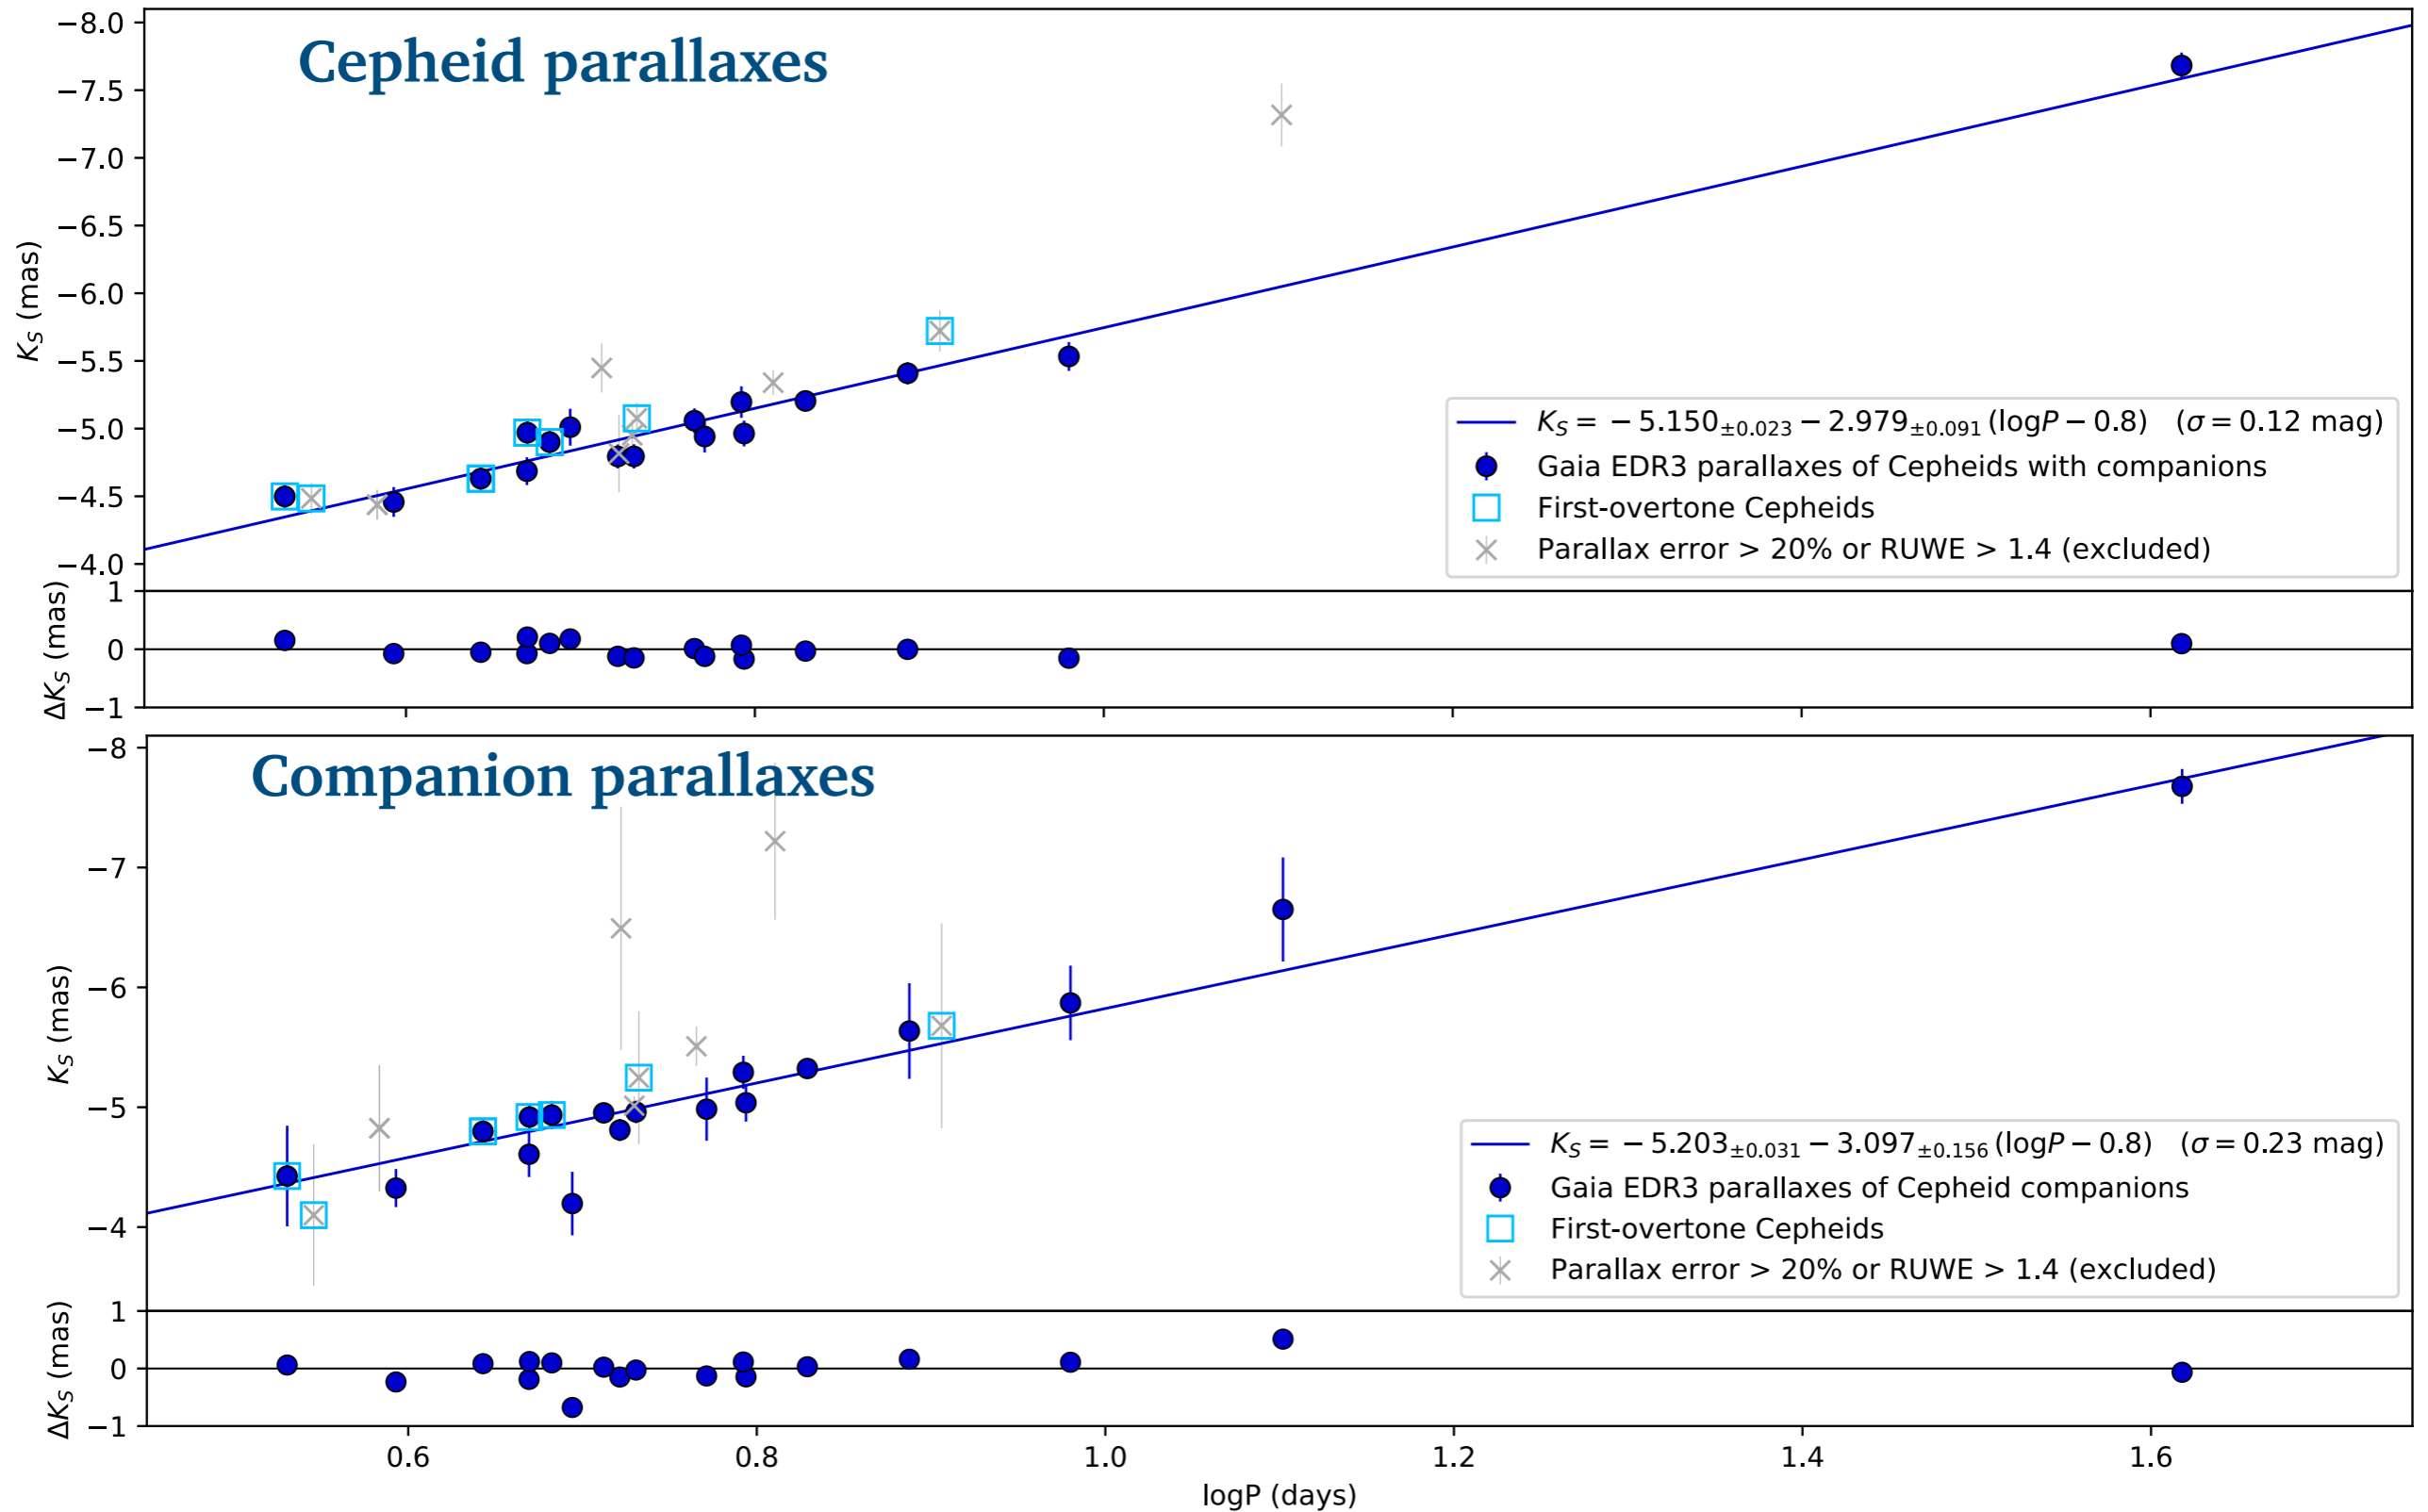 Cepheid parallaxes
−8.0
−7.5
−7.0
−6.5
−6.0
−5.5
−5.0
−4.5
−4.0
K_S (mas)
K_S = − 5.150_{±0.023} − 2.979_{±0.091} (logP − 0.8) (σ = 0.12 mag)
Gaia EDR3 parallaxes of Cepheids with companions
First-overtone Cepheids
Parallax error > 20% or RUWE > 1.4 (excluded)
1
0
−1
ΔK_S (mas)
Companion parallaxes
−8
−7
−6
−5
−4
K_S (mas)
K_S = − 5.203_{±0.031} − 3.097_{±0.156} (logP − 0.8) (σ = 0.23 mag)
Gaia EDR3 parallaxes of Cepheid companions
First-overtone Cepheids
Parallax error > 20% or RUWE > 1.4 (excluded)
1
0
−1
ΔK_S (mas)
0.6 0.8 1.0 1.2 1.4 1.6
logP (days)